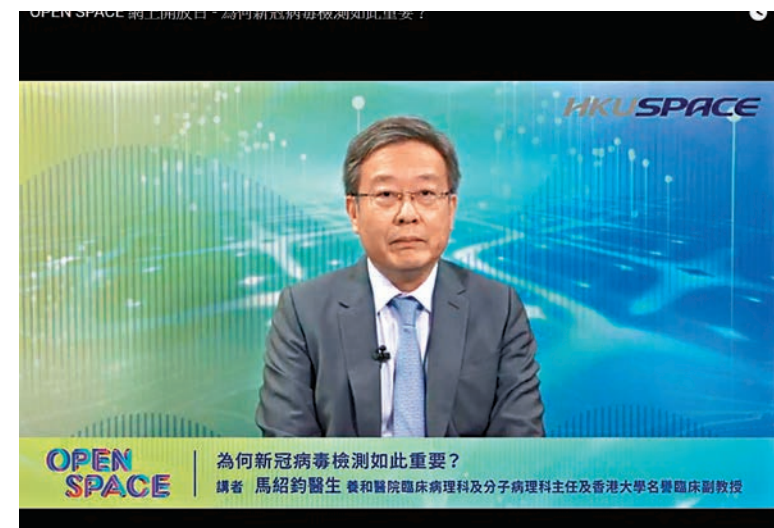 OPEN SPACE 網上開放日 - 為何新冠病毒檢測如此重要？
HKUSPACE
OPEN
SPACE
為何新冠病毒檢測如此重要？
講者 馬紹鈞醫生 養和醫院臨床病理科及分子病理科主任及香港大學名譽臨床副教授